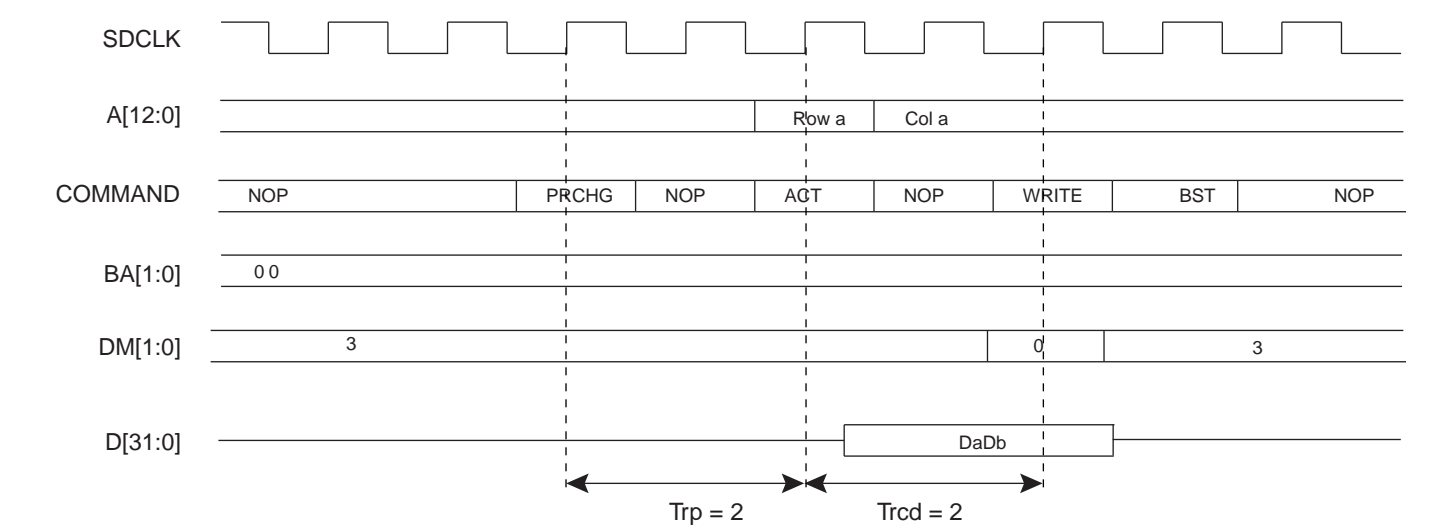 SDCLK
A[12:0] Row a Col a
COMMAND NOP PRCHG NOP ACT NOP WRITE BST NOP
BA[1:0] 0 0
DM[1:0] 3 0 3
D[31:0] DaDb
Trp = 2 Trcd = 2